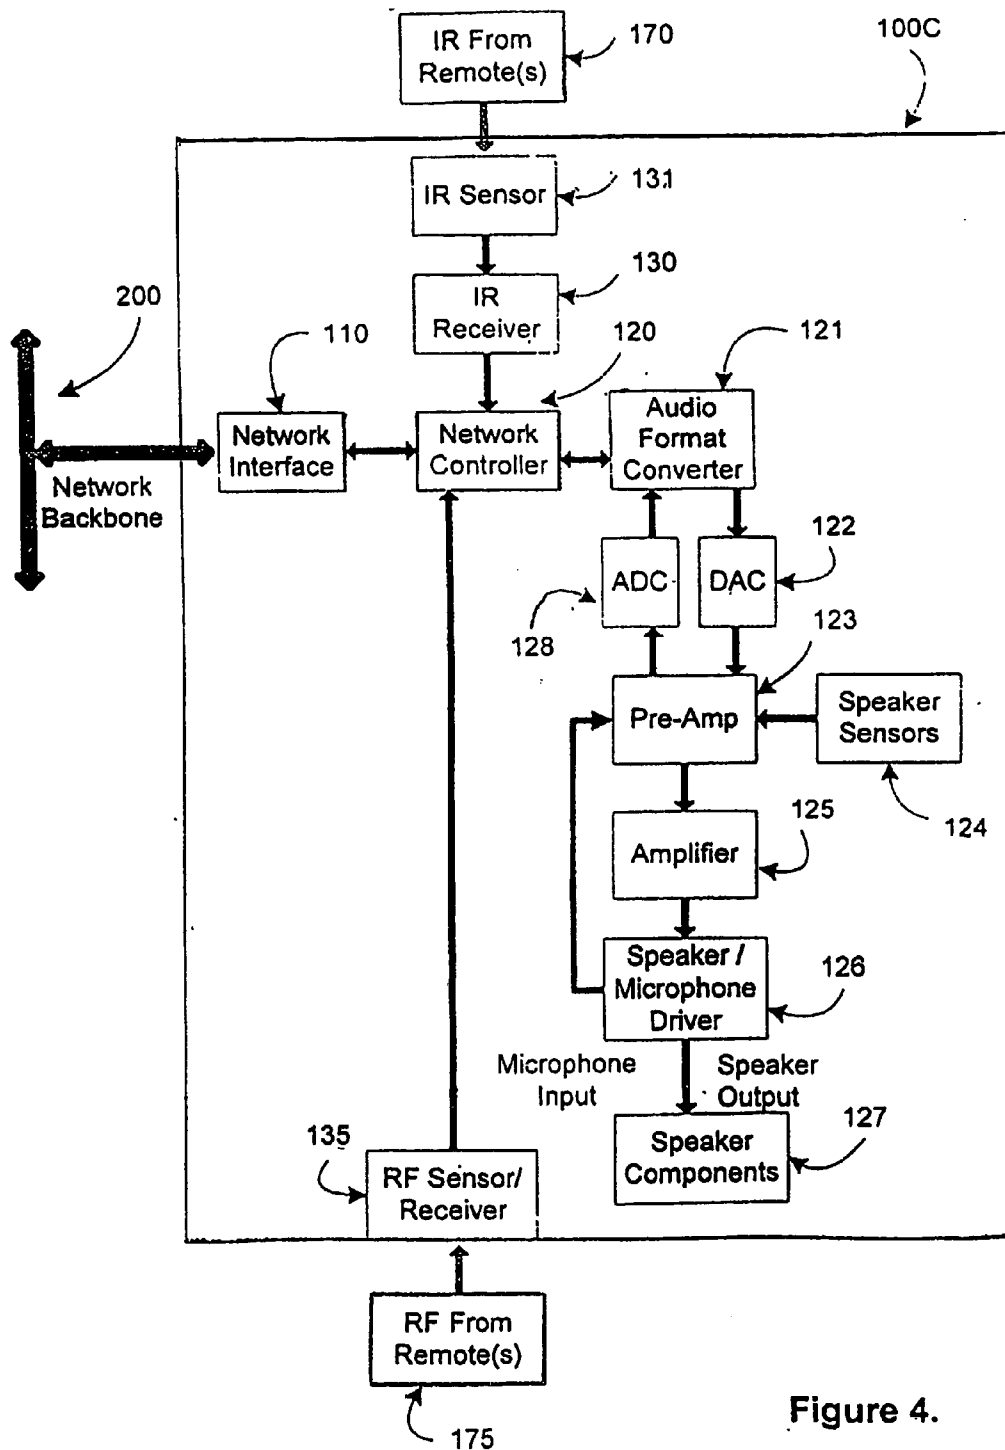 IR From
Remote(s)
170
100C
IR Sensor
131
IR
Receiver
130
200
110
120
121
Network
Interface
Network
Controller
Audio
Format
Converter
Network
Backbone
ADC
DAC
122
128
123
Pre-Amp
Speaker
Sensors
124
125
Amplifier
Speaker /
Microphone
Driver
126
Microphone
Input
Speaker
Output
127
Speaker
Components
135
RF Sensor/
Receiver
RF From
Remote(s)
175
Figure 4.